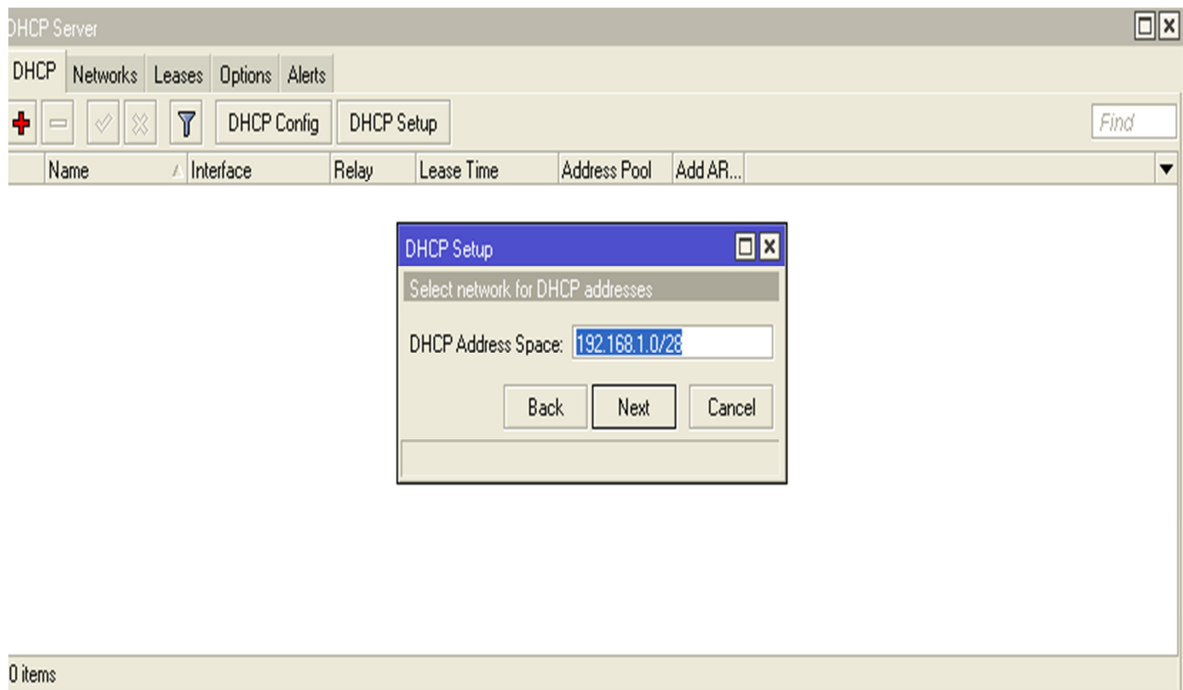 DHCP Server
DHCP Networks Leases Options Alerts
DHCP Config DHCP Setup Find
Name Interface Relay Lease Time Address Pool Add AR...
DHCP Setup
Select network for DHCP addresses
DHCP Address Space: 192.168.1.0/28
Back Next Cancel
0 items